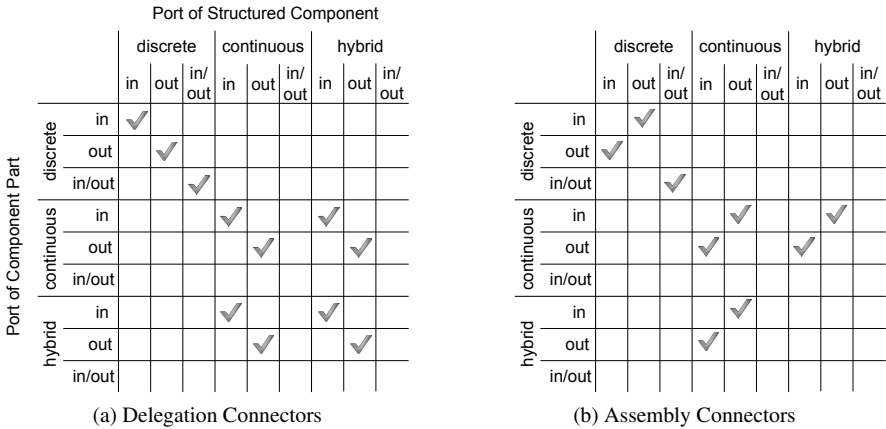 Port of Structured Component
discrete continuous hybrid
in out in/out in out in/out in out in/out
Port of Component Part
discrete
in
out
in/out
continuous
in
out
in/out
hybrid
in
out
in/out
(a) Delegation Connectors
discrete continuous hybrid
in out in/out in out in/out in out in/out
discrete
in
out
in/out
continuous
in
out
in/out
hybrid
in
out
in/out
(b) Assembly Connectors